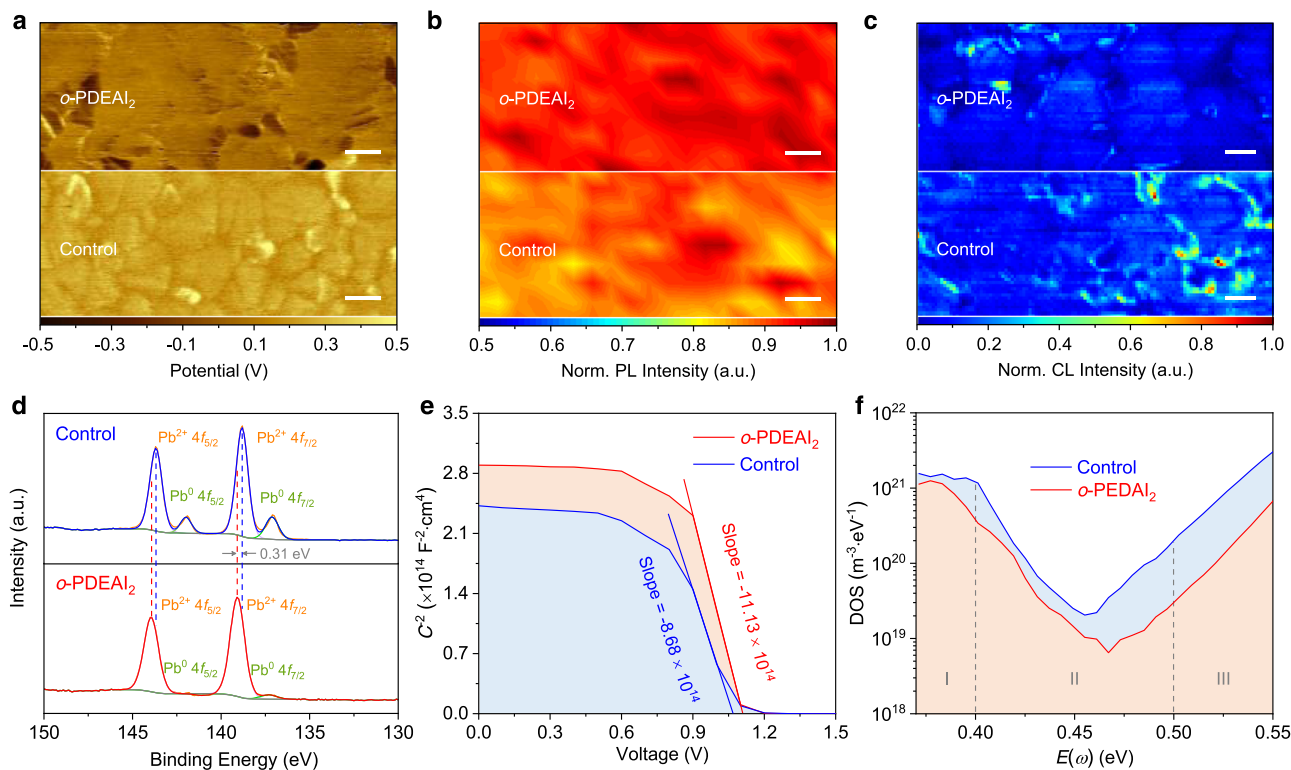 a
o-PDEAI₂
Control
-0.5 -0.3 -0.1 0.1 0.3 0.5
Potential (V)
b
o-PDEAI₂
Control
0.5 0.6 0.7 0.8 0.9 1.0
Norm. PL Intensity (a.u.)
c
o-PDEAI₂
Control
0.0 0.2 0.4 0.6 0.8 1.0
Norm. CL Intensity (a.u.)
d
Control
Pb²⁺ 4f₅/₂
Pb²⁺ 4f₇/₂
Pb⁰ 4f₅/₂
Pb⁰ 4f₇/₂
0.31 eV
o-PDEAI₂
Pb²⁺ 4f₅/₂
Pb²⁺ 4f₇/₂
Pb⁰ 4f₅/₂
Pb⁰ 4f₇/₂
Intensity (a.u.)
150 145 140 135 130
Binding Energy (eV)
e
3.5
2.8
2.1
1.4
0.7
0.0
C⁻² (×10¹⁴ F⁻²·cm⁴)
o-PDEAI₂
Control
Slope = -11.13 × 10¹⁴
Slope = -8.68 × 10¹⁴
0.0 0.3 0.6 0.9 1.2 1.5
Voltage (V)
f
10²²
10²¹
10²⁰
10¹⁹
10¹⁸
DOS (m⁻³·eV⁻¹)
Control
o-PEDAI₂
I II III
0.40 0.45 0.50 0.55
E(ω) (eV)